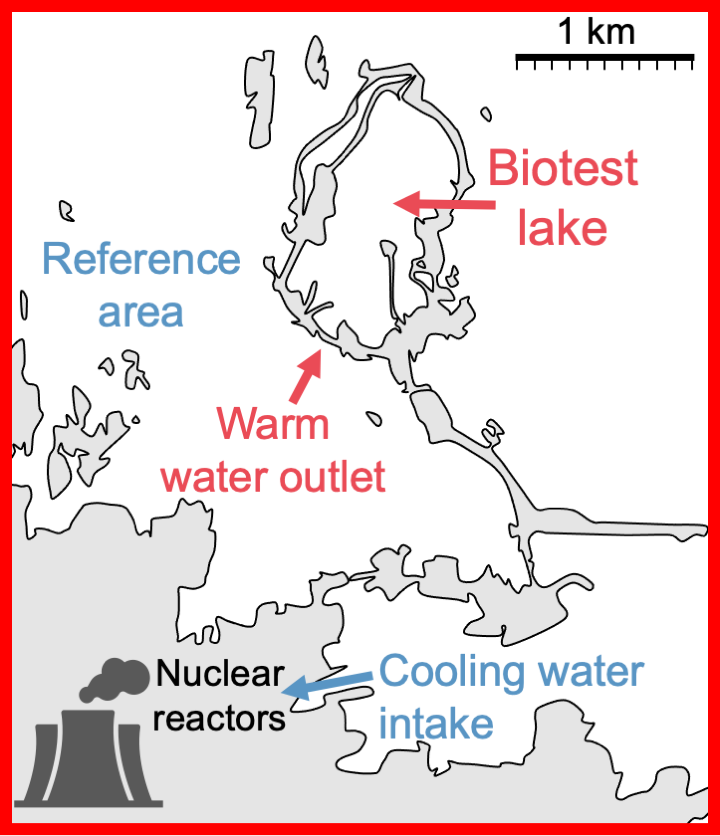 1 km
Biotest
lake
Reference
area
Warm
water outlet
Nuclear
reactors
Cooling water
intake